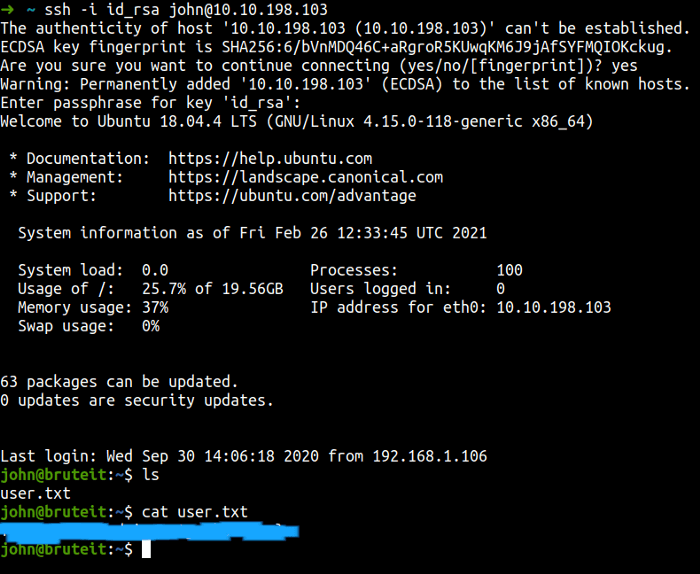 ➜  ~ ssh -i id_rsa john@10.10.198.103
The authenticity of host '10.10.198.103 (10.10.198.103)' can't be established.
ECDSA key fingerprint is SHA256:6/bVnMDQ46C+aRgroR5KUwqKM6J9jAfSYFMQIOKckug.
Are you sure you want to continue connecting (yes/no/[fingerprint])? yes
Warning: Permanently added '10.10.198.103' (ECDSA) to the list of known hosts.
Enter passphrase for key 'id_rsa':
Welcome to Ubuntu 18.04.4 LTS (GNU/Linux 4.15.0-118-generic x86_64)
 * Documentation:  https://help.ubuntu.com
 * Management:     https://landscape.canonical.com
 * Support:        https://ubuntu.com/advantage
  System information as of Fri Feb 26 12:33:45 UTC 2021
  System load:  0.0                Processes:           100
  Usage of /:   25.7% of 19.56GB   Users logged in:     0
  Memory usage: 37%                IP address for eth0: 10.10.198.103
  Swap usage:   0%
63 packages can be updated.
0 updates are security updates.
Last login: Wed Sep 30 14:06:18 2020 from 192.168.1.106
john@bruteit:~$ ls
user.txt
john@bruteit:~$ cat user.txt
john@bruteit:~$